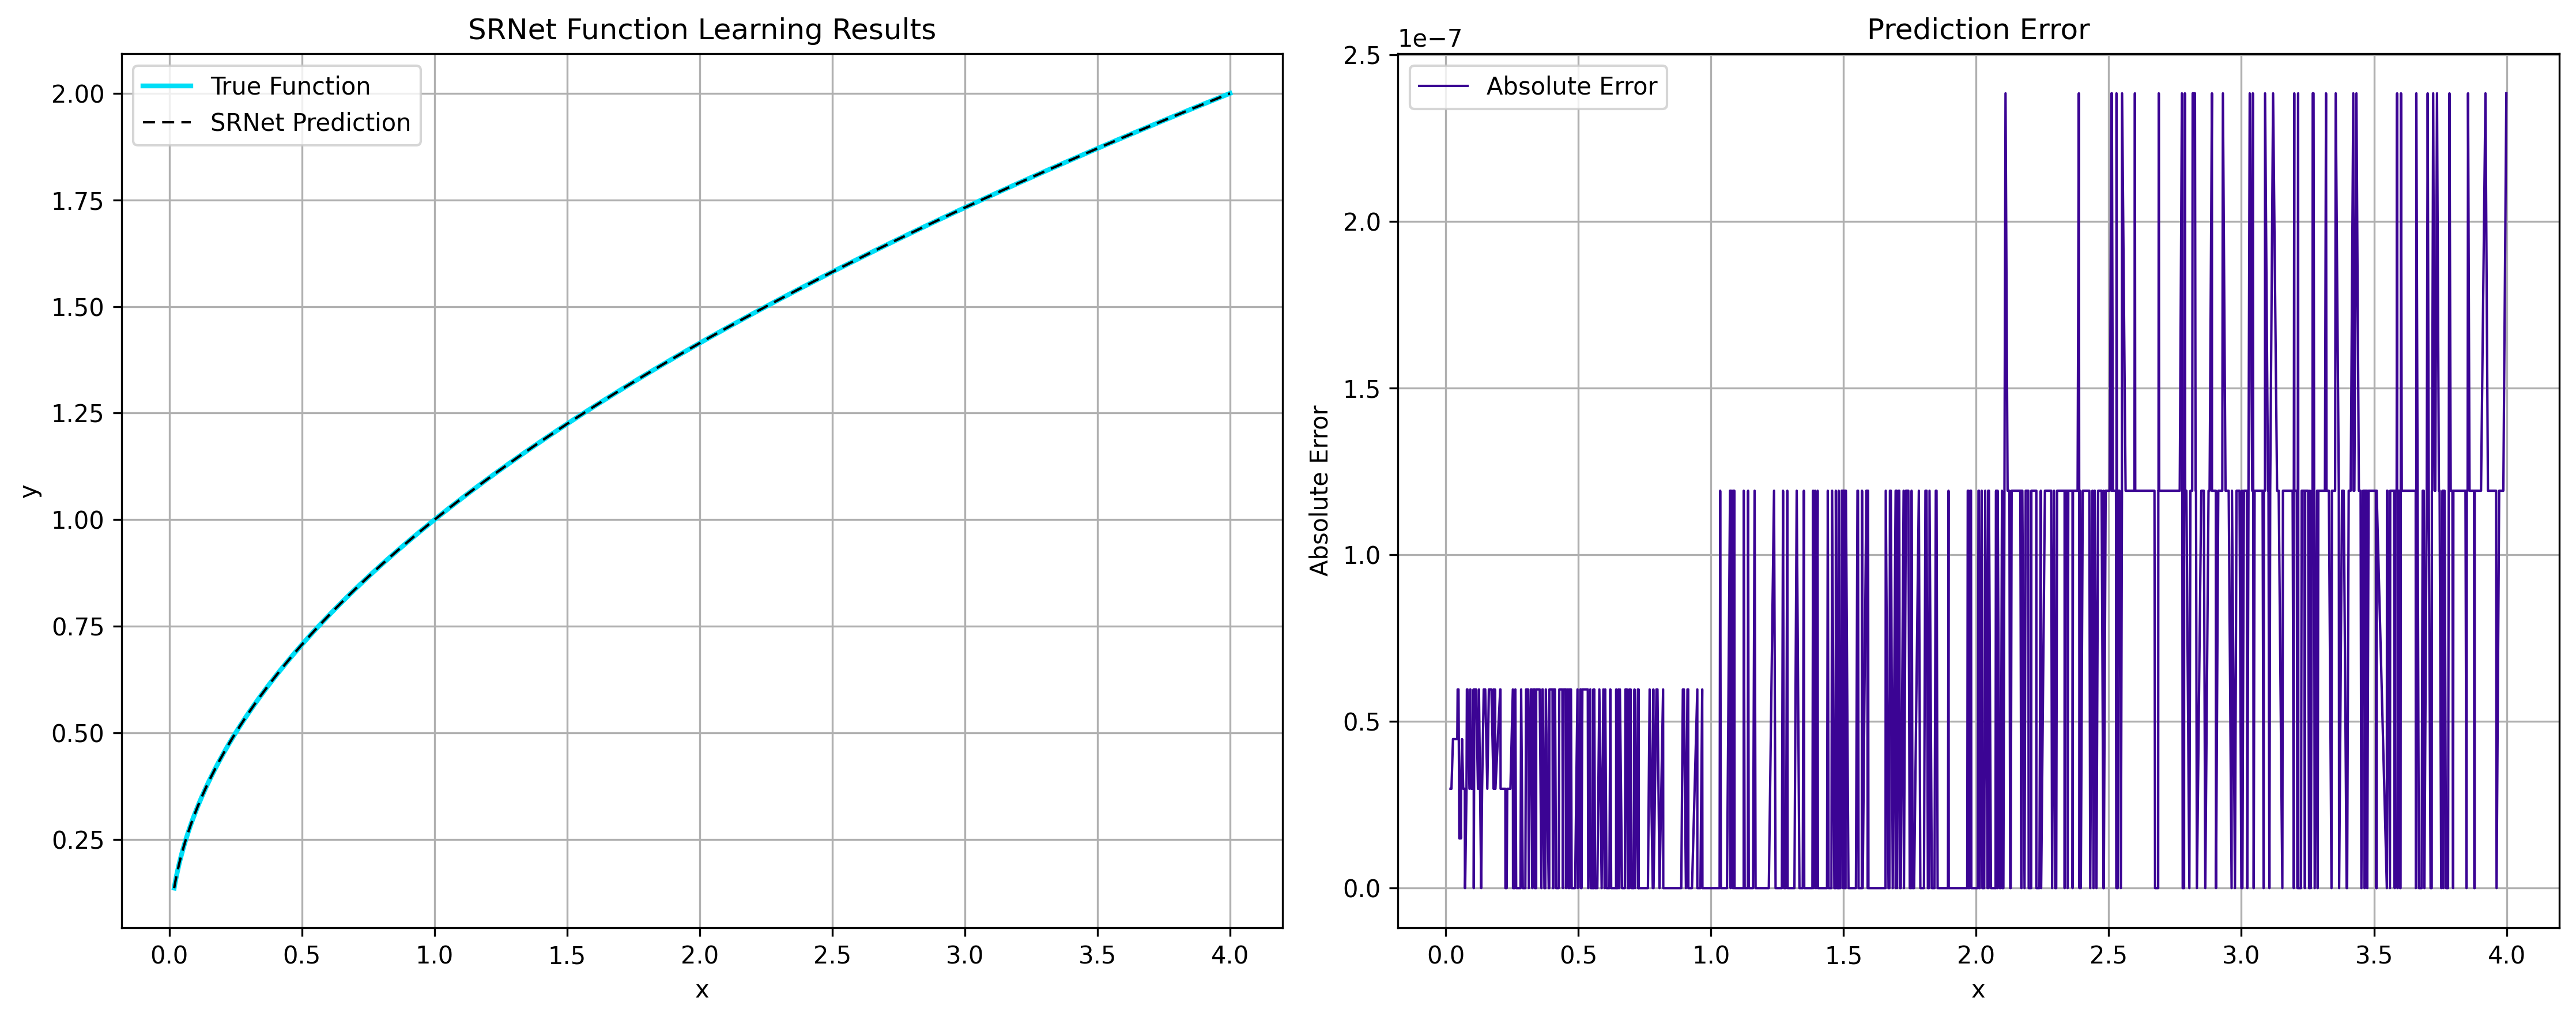 SRNet Function Learning Results
True Function
SRNet Prediction
2.00
1.75
1.50
1.25
1.00
0.75
0.50
0.25
y
0.0 0.5 1.0 1.5 2.0 2.5 3.0 3.5 4.0
x
Prediction Error
1e−7
Absolute Error
2.5
2.0
1.5
1.0
0.5
0.0
Absolute Error
0.0 0.5 1.0 1.5 2.0 2.5 3.0 3.5 4.0
x